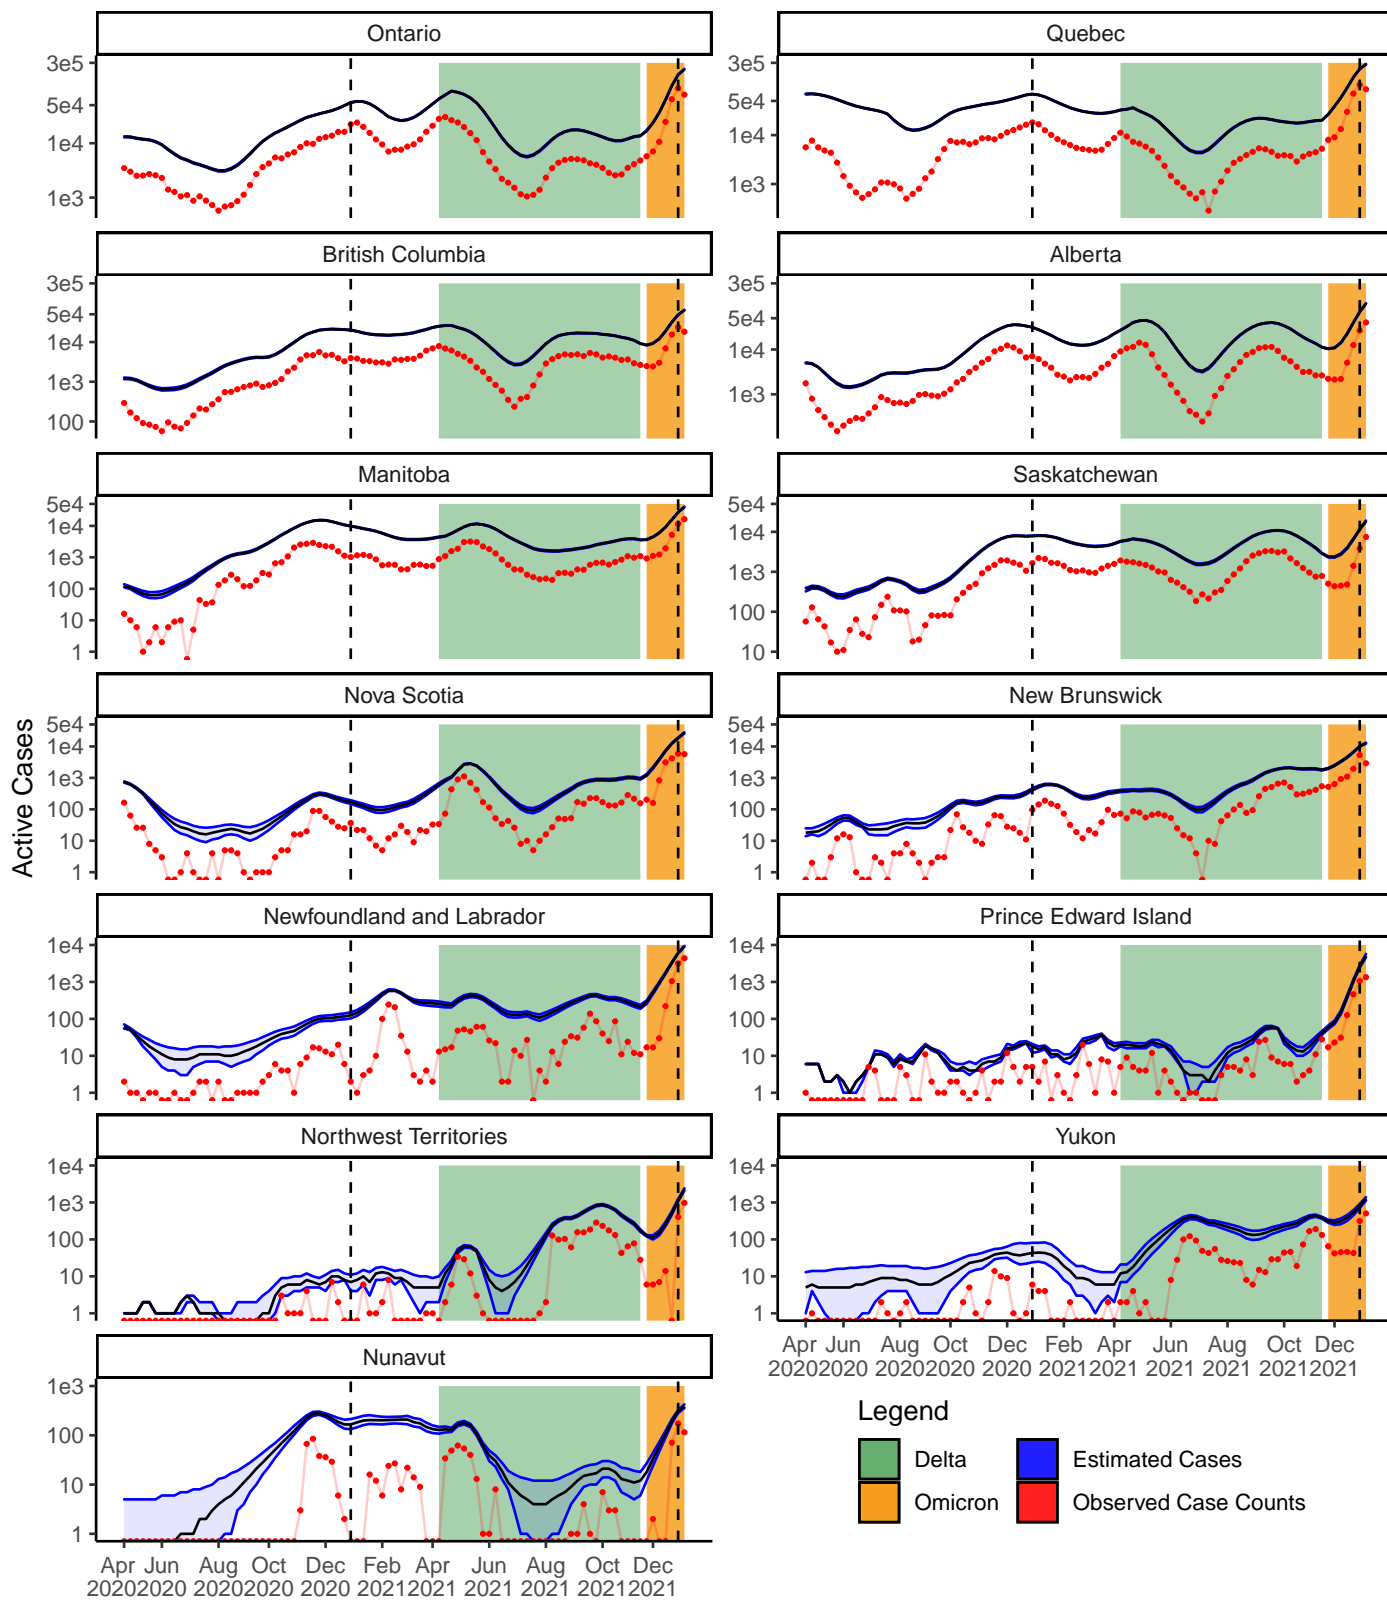 Ontario
Quebec
3e5
5e4
1e4
1e3
3e5
5e4
1e4
1e3
British Columbia
Alberta
3e5
5e4
1e4
1e3
100
3e5
5e4
1e4
1e3
Manitoba
Saskatchewan
5e4
1e4
1e3
100
10
1
5e4
1e4
1e3
100
10
Nova Scotia
New Brunswick
Active Cases
5e4
1e4
1e3
100
10
1
5e4
1e4
1e3
100
10
1
Newfoundland and Labrador
Prince Edward Island
1e4
1e3
100
10
1
1e4
1e3
100
10
1
Northwest Territories
Yukon
1e4
1e3
100
10
1
1e4
1e3
100
10
1
Apr Jun Aug Oct Dec Feb Apr Jun Aug Oct Dec
2020 2020 2020 2020 2020 2021 2021 2021 2021 2021 2021
Nunavut
1e3
100
10
1
Apr Jun Aug Oct Dec Feb Apr Jun Aug Oct Dec
2020 2020 2020 2020 2020 2021 2021 2021 2021 2021 2021
Legend
Delta
Estimated Cases
Omicron
Observed Case Counts